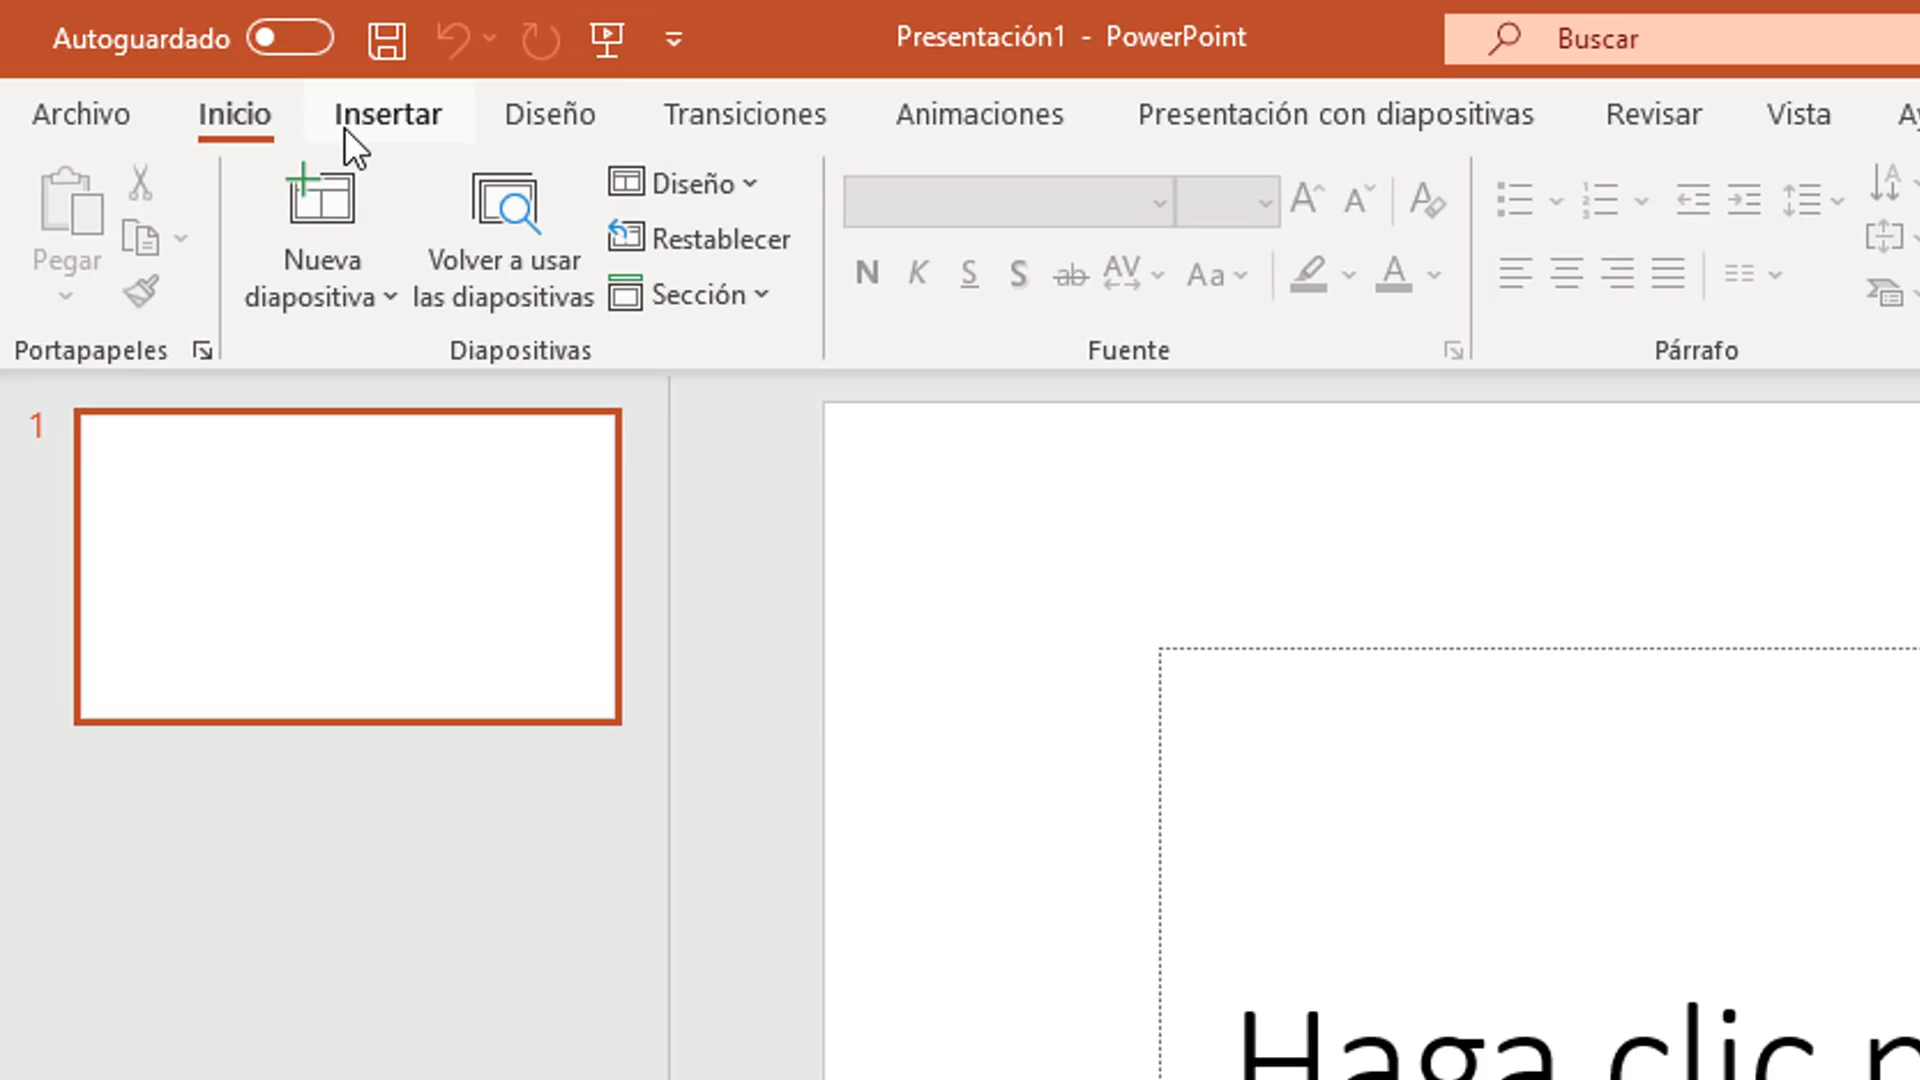 Autoguardado
Presentación1 - PowerPoint
Buscar
Archivo Inicio Insertar Diseño Transiciones Animaciones Presentación con diapositivas Revisar Vista
Pegar
Nueva
diapositiva
Volver a usar
las diapositivas
Diseño
Restablecer
Sección
N K S S ab AV Aa A
Portapapeles Diapositivas Fuente Párrafo
1
Haga clic